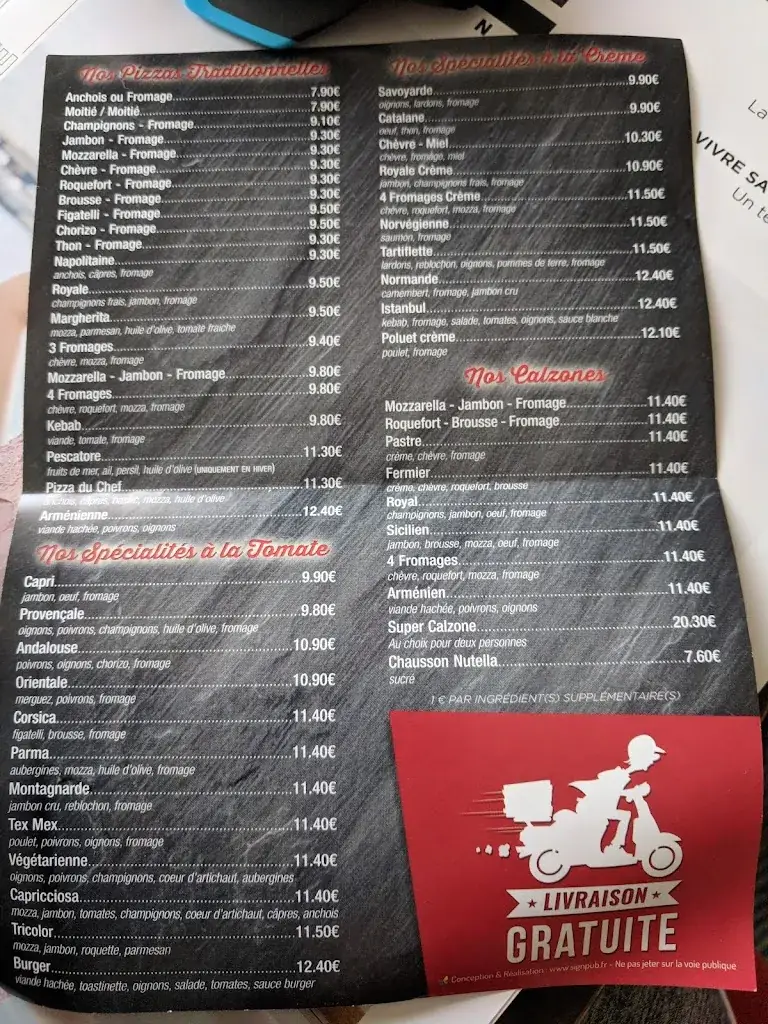 Nos Pizzas Traditionnelles
Anchois ou Fromage 7.90€
Moitié / Moitié 7.90€
Champignons - Fromage 9.10€
Jambon - Fromage 9.30€
Mozzarella - Fromage 9.30€
Chèvre - Fromage 9.30€
Roquefort - Fromage 9.30€
Brousse - Fromage 9.30€
Figatelli - Fromage 9.50€
Chorizo - Fromage 9.50€
Thon - Fromage 9.30€
Napolitaine 9.30€
anchois, câpres, fromage
Royale 9.50€
champignons frais, jambon, fromage
Margherita 9.50€
mozza, parmesan, huile d'olive, tomate fraiche
3 Fromages 9.40€
chèvre, mozza, fromage
Mozzarella - Jambon - Fromage 9.80€
4 Fromages 9.80€
chèvre, roquefort, mozza, fromage
Kebab 9.80€
viande, tomate, fromage
Pescatore 11.30€
fruits de mer, ail, persil, huile d'olive (UNIQUEMENT EN HIVER)
Pizza du Chef 11.30€
mozza, huile d'olive
Arménienne 12.40€
viande hachée, poivrons, oignons
Nos Spécialités à la Tomate
Capri 9.90€
jambon, oeuf, fromage
Provençale 9.80€
oignons, poivrons, champignons, huile d'olive, fromage
Andalouse 10.90€
poivrons, oignons, chorizo, fromage
Orientale 10.90€
merguez, poivrons, fromage
Corsica 11.40€
figatelli, brousse, fromage
Parma 11.40€
aubergines, mozza, huile d'olive, fromage
Montagnarde 11.40€
jambon cru, reblochon, fromage
Tex Mex 11.40€
poulet, poivrons, oignons, fromage
Végétarienne 11.40€
oignons, poivrons, champignons, coeur d'artichaut, aubergines
Capricciosa 11.40€
mozza, jambon, tomates, champignons, coeur d'artichaut, câpres, anchois
Tricolor 11.50€
mozza, jambon, roquette, parmesan
Burger 12.40€
viande hachée, toastinette, oignons, salade, tomates, sauce burger
Nos Spécialités à la Crème
Savoyarde 9.90€
oignons, lardons, fromage
Catalane 9.90€
oeuf, thon, fromage
Chèvre - Miel 10.30€
chèvre, fromage, miel
Royale Crème 10.90€
jambon, champignons frais, fromage
4 Fromages Crème 11.50€
chèvre, roquefort, mozza, fromage
Norvégienne 11.50€
saumon, fromage
Tartiflette 11.50€
lardons, reblochon, oignons, pommes de terre, fromage
Normande 12.40€
camembert, fromage, jambon cru
Istanbul 12.40€
kebab, fromage, salade, tomates, oignons, sauce blanche
Poluet crème 12.10€
poulet, fromage
Nos Calzones
Mozzarella - Jambon - Fromage 11.40€
Roquefort - Brousse - Fromage 11.40€
Pastre 11.40€
crème, chèvre, fromage
Fermier 11.40€
crème, chèvre, roquefort, brousse
Royal 11.40€
champignons, jambon, oeuf, fromage
Sicilien 11.40€
jambon, brousse, mozza, oeuf, fromage
4 Fromages 11.40€
chèvre, roquefort, mozza, fromage
Arménien 11.40€
viande hachée, poivrons, oignons
Super Calzone 20.30€
Au choix pour deux personnes
Chausson Nutella 7.60€
sucré
1 € PAR INGRÉDIENT(S) SUPPLÉMENTAIRE(S)
LIVRAISON
GRATUITE
Conception & Réalisation : www.signpub.fr - Ne pas jeter sur la voie publique
N
La
VIVRE SA
Un te